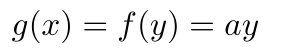 g(x) = f(y) = ay